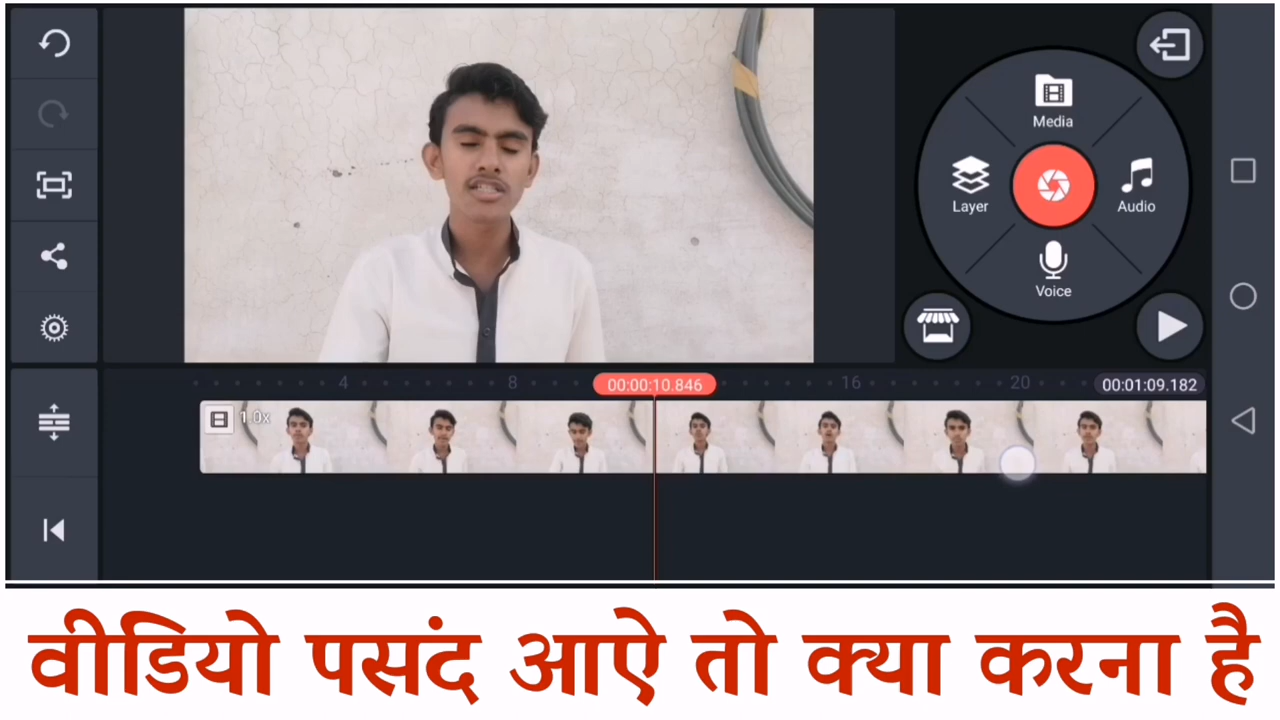 Media
Layer
Audio
Voice
4
8
00:00:10.846
16
20
00:01:09.182
1.0x
वीडियो पसंद आऐ तो क्या करना है